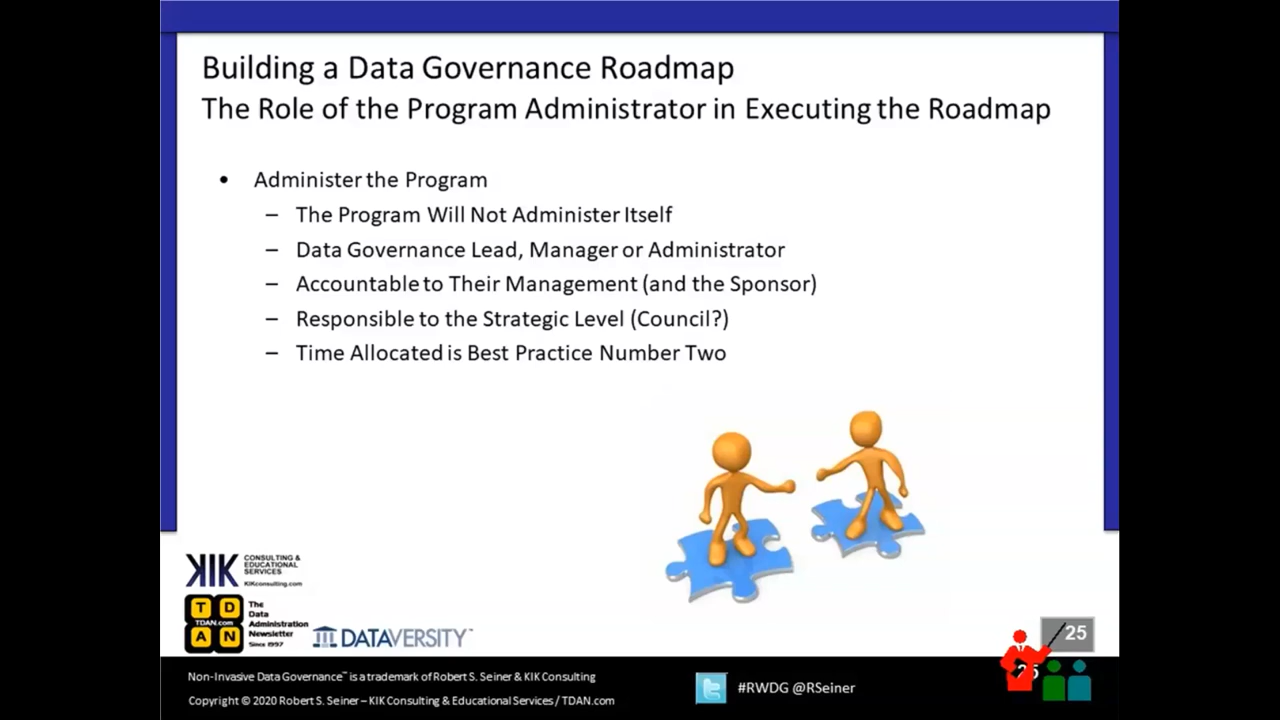 Building a Data Governance Roadmap
The Role of the Program Administrator in Executing the Roadmap
• Administer the Program
– The Program Will Not Administer Itself
– Data Governance Lead, Manager or Administrator
– Accountable to Their Management (and the Sponsor)
– Responsible to the Strategic Level (Council?)
– Time Allocated is Best Practice Number Two
KIK
CONSULTING &
EDUCATIONAL
SERVICES
KIKconsulting.com
T D
TDAN.com
A N
The
Data
Administration
Newsletter
Since 1997
DATAVERSITY™
25
25
Non-Invasive Data Governance™ is a trademark of Robert S. Seiner & KIK Consulting
Copyright © 2020 Robert S. Seiner – KIK Consulting & Educational Services / TDAN.com
#RWDG @RSeiner